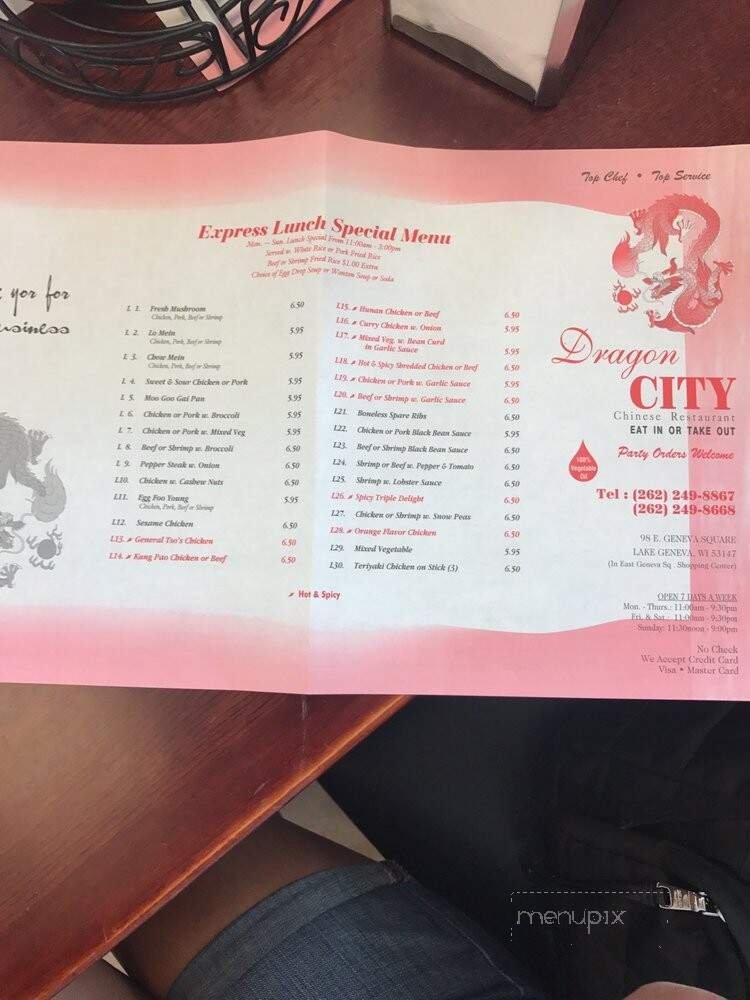 yor for
usiness
Express Lunch Special Menu
Mon. — Sun. Lunch Special From 11:00am - 3:00pm
Served w. White Rice or Pork Fried Rice
Beef or Shrimp Fried Rice $1.00 Extra
Choice of Egg Drop Soup or Wonton Soup or Soda
L 1. Fresh Mushroom 6.50
Chicken, Pork, Beef or Shrimp
L 2. Lo Mein 5.95
Chicken, Pork, Beef or Shrimp
L 3. Chow Mein 5.95
Chicken, Pork, Beef or Shrimp
L 4. Sweet & Sour Chicken or Pork 5.95
L 5. Moo Goo Gai Pan 5.95
L 6. Chicken or Pork w. Broccoli 5.95
L 7. Chicken or Pork w. Mixed Veg 5.95
L 8. Beef or Shrimp w. Broccoli 6.50
L 9. Pepper Steak w. Onion 6.50
L10. Chicken w. Cashew Nuts 6.50
L11. Egg Foo Young 5.95
Chicken, Pork, Beef or Shrimp
L12. Sesame Chicken 6.50
L13. General Tso's Chicken 6.50
L14. Kung Pao Chicken or Beef 6.50
L15. Hunan Chicken or Beef 6.50
L16. Curry Chicken w. Onion 5.95
L17. Mixed Veg. w. Bean Curd
in Garlic Sauce 5.95
L18. Hot & Spicy Shredded Chicken or Beef 6.50
L19. Chicken or Pork w. Garlic Sauce 5.95
L20. Beef or Shrimp w. Garlic Sauce 6.50
L21. Boneless Spare Ribs 6.50
L22. Chicken or Pork Black Bean Sauce 5.95
L23. Beef or Shrimp Black Bean Sauce 6.50
L24. Shrimp or Beef w. Pepper & Tomato 6.50
L25. Shrimp w. Lobster Sauce 6.50
L26. Spicy Triple Delight 6.50
L27. Chicken or Shrimp w. Snow Peas 6.50
L28. Orange Flavor Chicken 6.50
L29. Mixed Vegetable 5.95
L30. Teriyaki Chicken on Stick (3) 6.50
Hot & Spicy
Top Chef • Top Service
Dragon
CITY
Chinese Restaurant
EAT IN OR TAKE OUT
Party Orders Welcome
100%
Vegetable
Oil
Tel : (262) 249-8867
(262) 249-8668
98 E. GENEVA SQUARE
LAKE GENEVA, WI 53147
(In East Geneva Sq . Shopping Center)
OPEN 7 DAYS A WEEK
Mon. - Thurs.: 11:00am - 9:30pm
Fri. & Sat.: 11:00am - 9:30pm
Sunday: 11:30noon - 9:00pm
No Check
We Accept Credit Card
Visa • Master Card
menupix